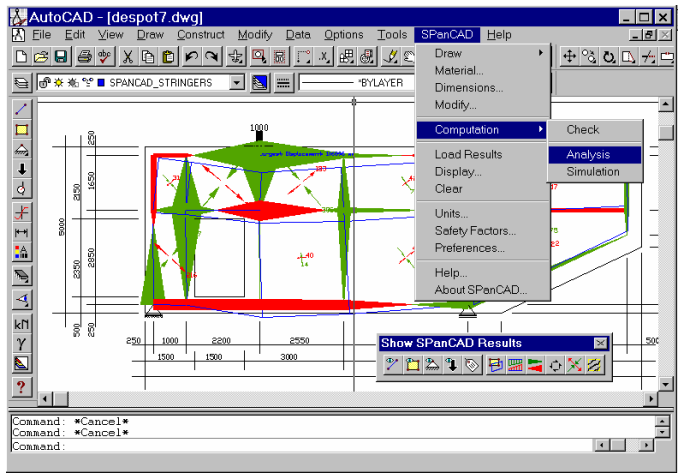 AutoCAD - [despot7.dwg]
File Edit View Draw Construct Modify Data Options Tools SPanCAD Help
SPANCAD_STRINGERS
BYLAYER
Draw
Material...
Dimensions...
Modify...
Computation
Check
Analysis
Simulation
Load Results
Display...
Clear
Units...
Safety Factors...
Preferences...
Help...
About SPanCAD...
1000
250
1650
2150
5000
2850
2350
500
250
250 1000 2200 2550
1500 1500 3000
40
14
kN
γ
?
Show SPanCAD Results
Command: *Cancel*
Command: *Cancel*
Command: